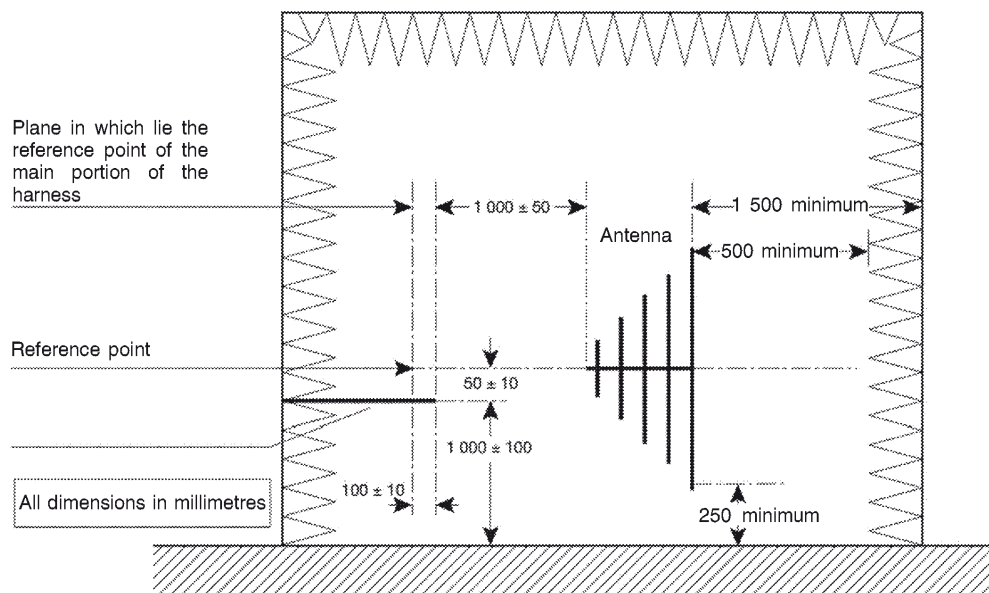 Plane in which lie the
reference point of the
main portion of the
harness
1 000 ± 50
1 500 minimum
Antenna
500 minimum
Reference point
50 ± 10
1 000 ± 100
All dimensions in millimetres
100 ± 10
250 minimum